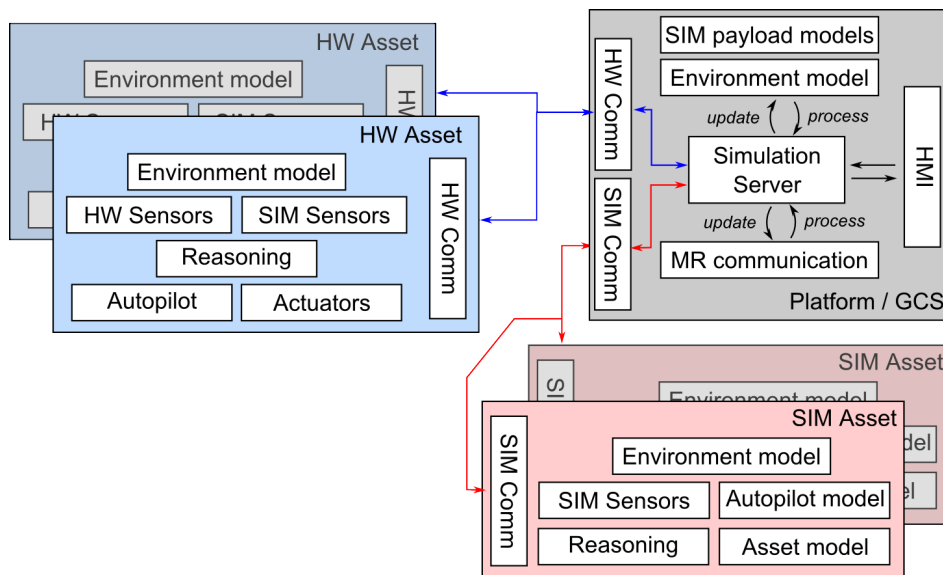 HW Asset
Environment model
HW
HW Asset
Environment model
HW Sensors
SIM Sensors
Reasoning
Autopilot
Actuators
HW Comm
HW Comm
SIM Comm
SIM payload models
Environment model
update
process
Simulation
Server
update
process
MR communication
HMI
Platform / GCS
SIM Asset
Environment model
SIM Asset
SIM Comm
Environment model
SIM Sensors
Autopilot model
Reasoning
Asset model